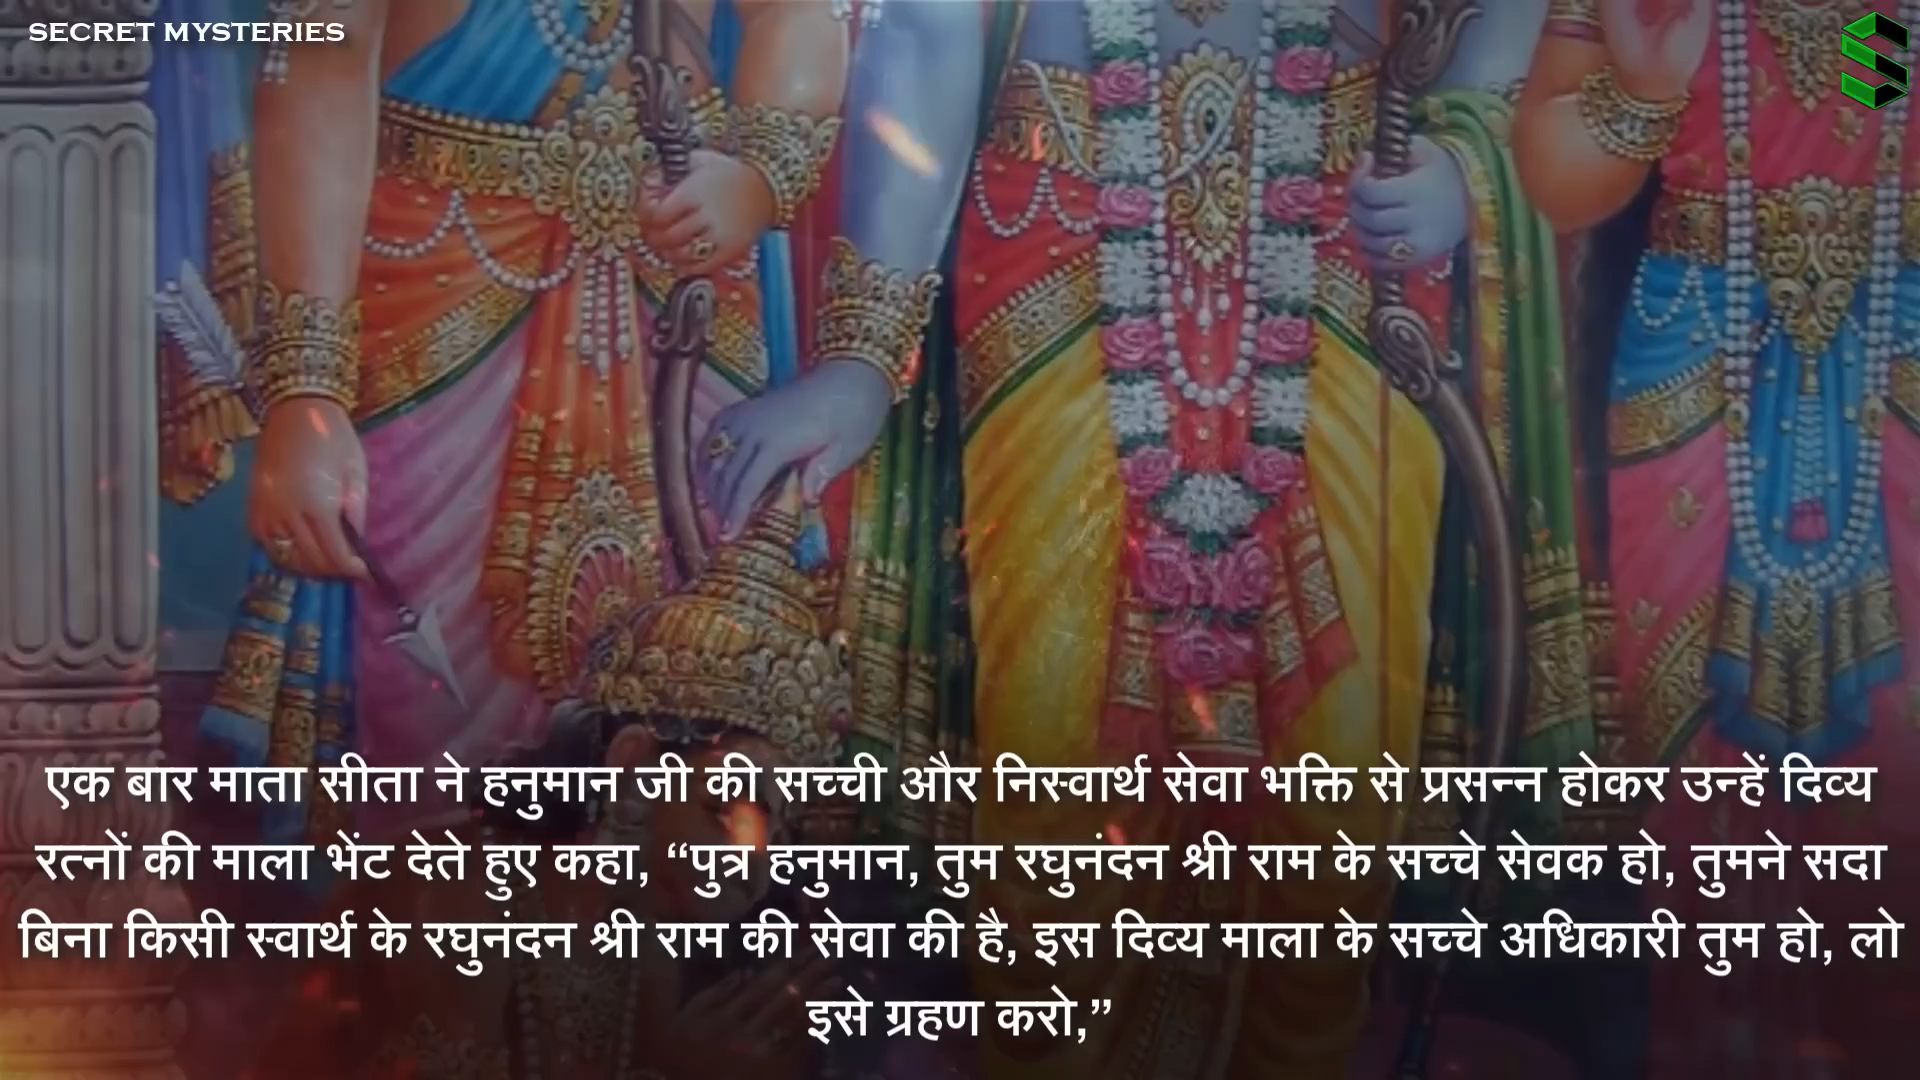 SECRET MYSTERIES
एक बार माता सीता ने हनुमान जी की सच्ची और निस्वार्थ सेवा भक्ति से प्रसन्न होकर उन्हें दिव्य
रत्नों की माला भेंट देते हुए कहा, “पुत्र हनुमान, तुम रघुनंदन श्री राम के सच्चे सेवक हो, तुमने सदा
बिना किसी स्वार्थ के रघुनंदन श्री राम की सेवा की है, इस दिव्य माला के सच्चे अधिकारी तुम हो, लो
इसे ग्रहण करो,”